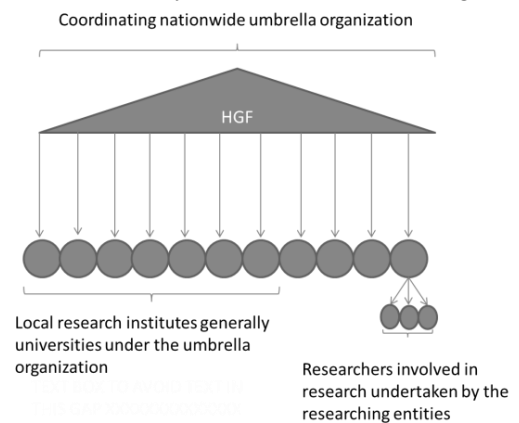 Coordinating nationwide umbrella organization
HGF
Local research institutes generally
universities under the umbrella
organization
Researchers involved in
research undertaken by the
researching entities